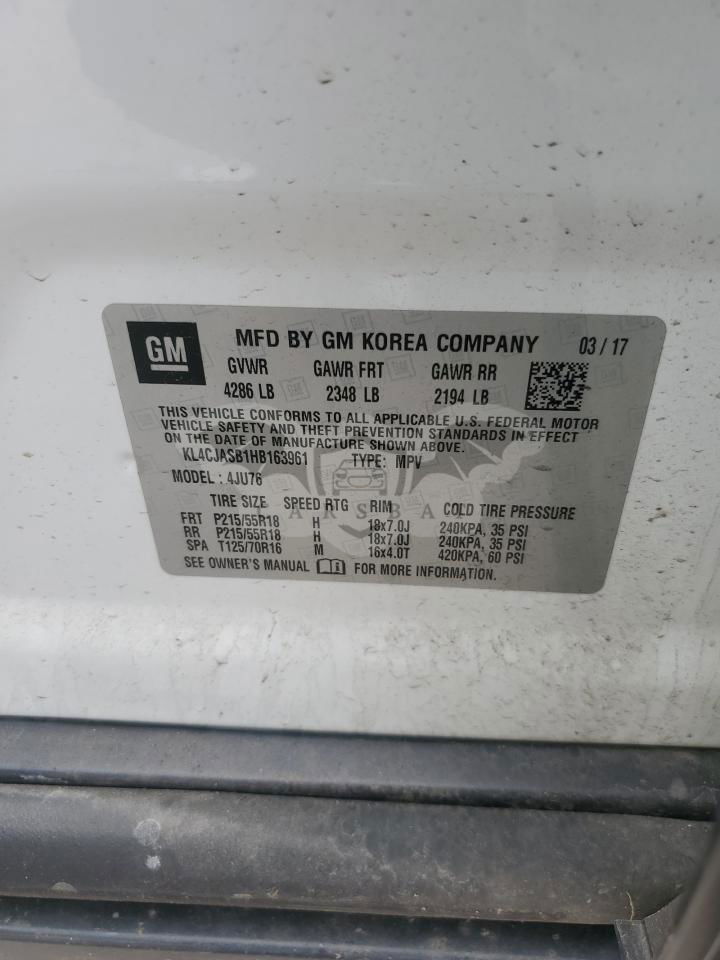 GM MFD BY GM KOREA COMPANY 03/17
GVWR GAWR FRT GAWR RR
4286 LB 2348 LB 2194 LB
THIS VEHICLE CONFORMS TO ALL APPLICABLE U.S. FEDERAL MOTOR
VEHICLE SAFETY AND THEFT PREVENTION STANDARDS IN EFFECT
ON THE DATE OF MANUFACTURE SHOWN ABOVE.
KL4CJASB1HB163961 TYPE: MPV
MODEL : 4JU76
TIRE SIZE SPEED RTG RIM COLD TIRE PRESSURE
FRT P215/55R18 H 18x7.0J 240KPA, 35 PSI
RR P215/55R18 H 18x7.0J 240KPA, 35 PSI
SPA T125/70R16 M 16x4.0T 420KPA, 60 PSI
SEE OWNER'S MANUAL FOR MORE INFORMATION.